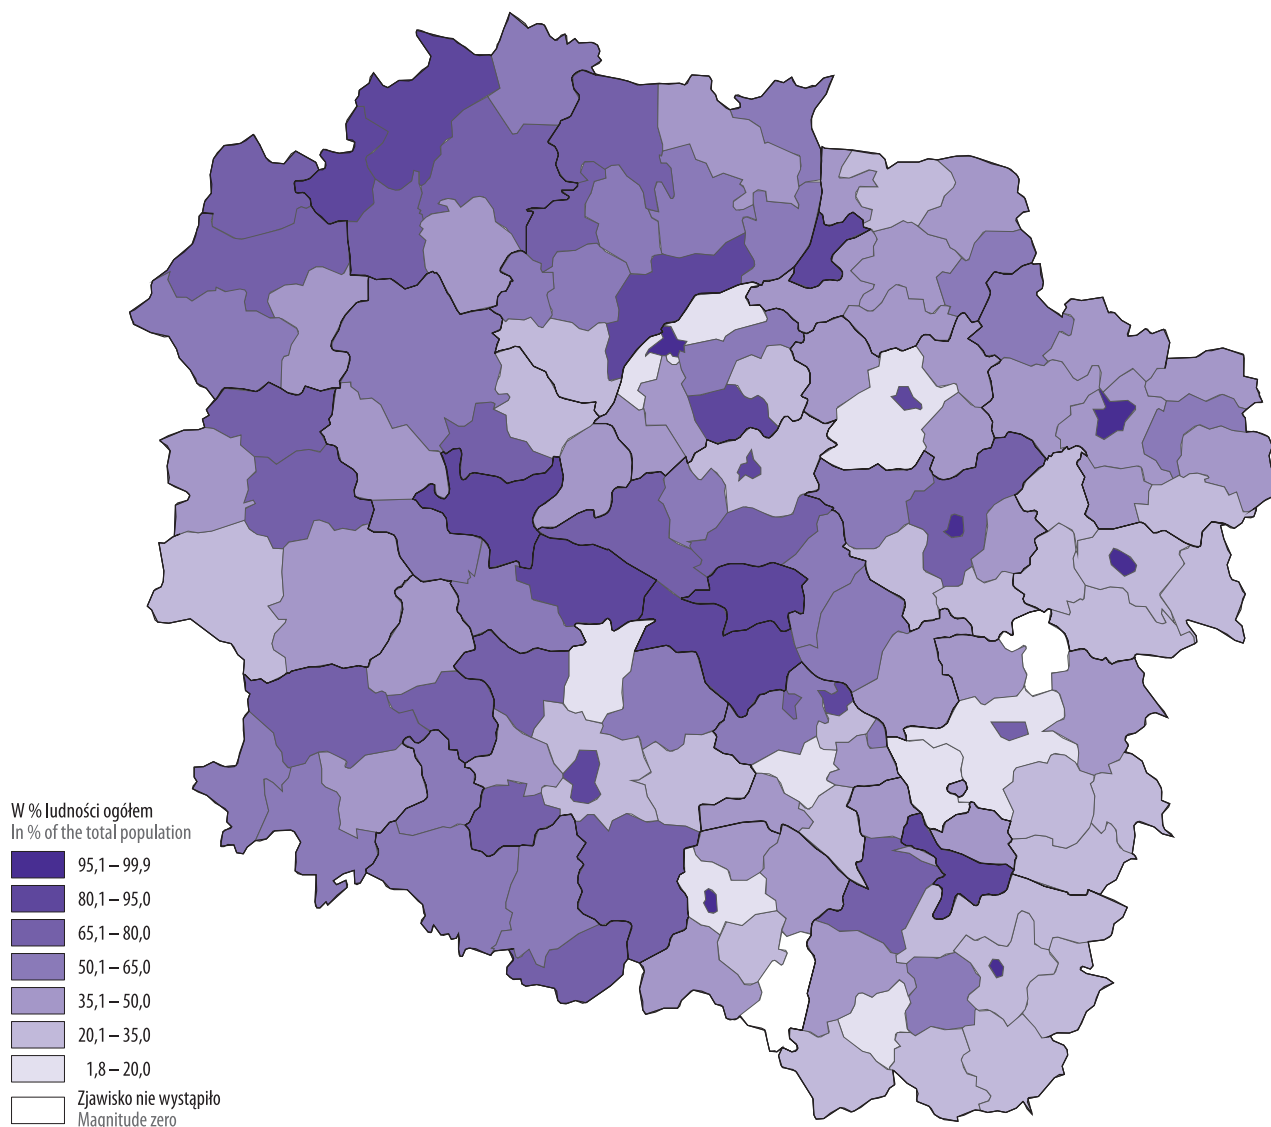 W % ludności ogółem
In % of the total population
95,1 – 99,9
80,1 – 95,0
65,1 – 80,0
50,1 – 65,0
35,1 – 50,0
20,1 – 35,0
1,8 – 20,0
Zjawisko nie wystąpiło
Magnitude zero